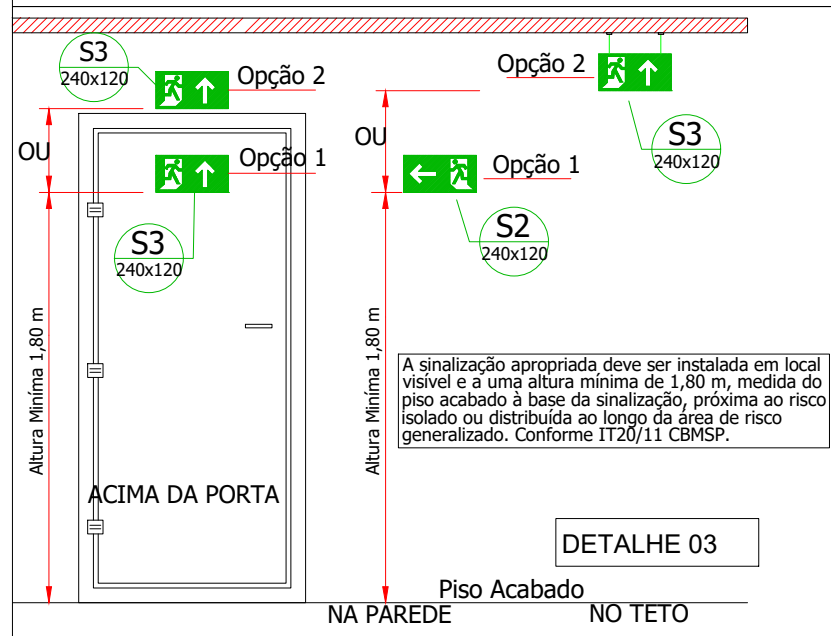 S3
240x120
Opção 2
OU
Opção 1
S3
240x120
Altura Miníma 1,80 m
ACIMA DA PORTA
Opção 2
S3
240x120
OU
Opção 1
S2
240x120
Altura Miníma 1,80 m
A sinalização apropriada deve ser instalada em local
visível e a uma altura mínima de 1,80 m, medida do
piso acabado à base da sinalização, próxima ao risco
isolado ou distribuída ao longo da área de risco
generalizado. Conforme IT20/11 CBMSP.
DETALHE 03
Piso Acabado
NA PAREDE
NO TETO